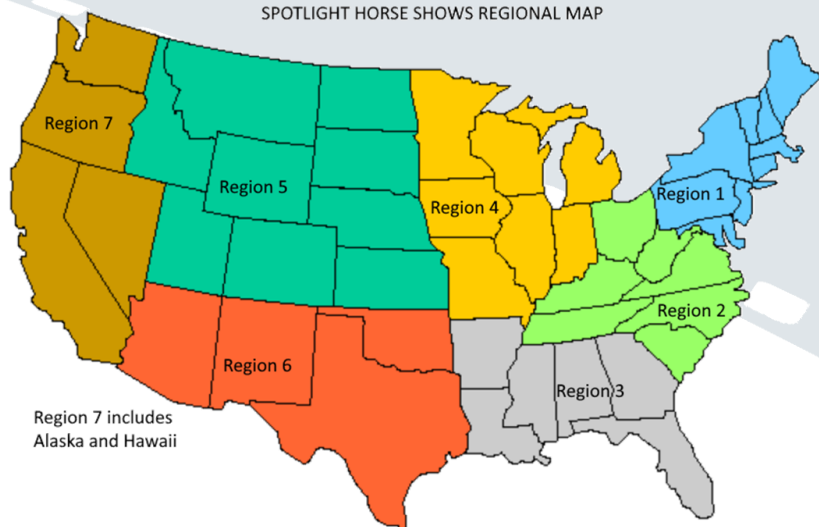 SPOTLIGHT HORSE SHOWS REGIONAL MAP
Region 7
Region 5
Region 4
Region 1
Region 2
Region 6
Region 3
Region 7 includes
Alaska and Hawaii